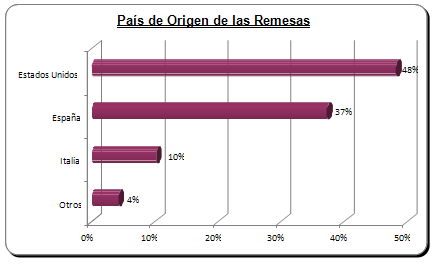 País de Origen de las Remesas
Estados Unidos 48%
España 37%
Italia 10%
Otros 4%
0% 10% 20% 30% 40% 50%